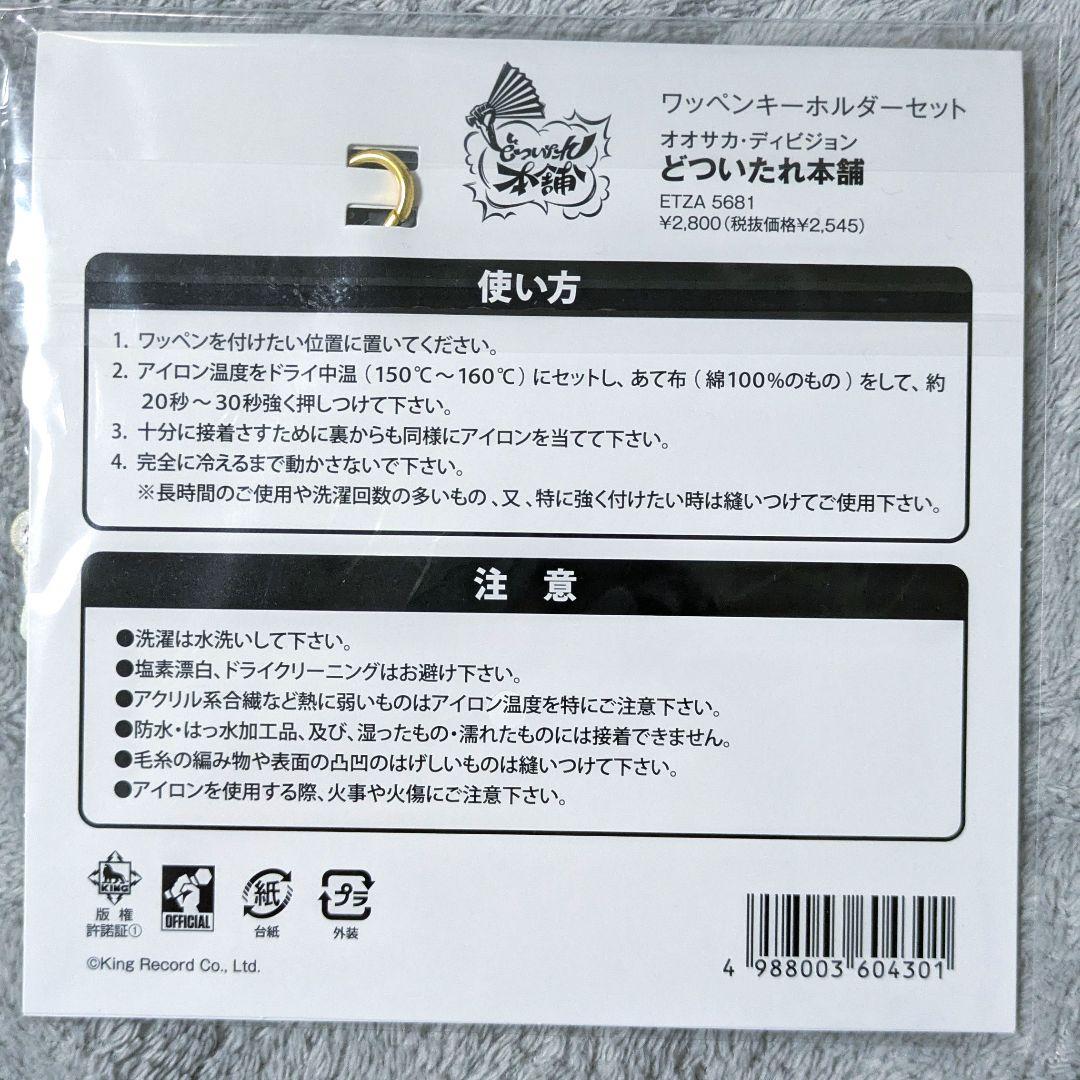 どついたれ
本舗
ワッペンキーホルダーセット
オオサカ・ディビジョン
どついたれ本舗
ETZA 5681
¥2,800(税抜価格¥2,545)
使い方
1. ワッペンを付けたい位置に置いてください。
2. アイロン温度をドライ中温(150℃〜160℃)にセットし、あて布(綿100%のもの)をして、約
20秒〜30秒強く押しつけて下さい。
3. 十分に接着さすために裏からも同様にアイロンを当てて下さい。
4. 完全に冷えるまで動かさないで下さい。
※長時間のご使用や洗濯回数の多いもの、又、特に強く付けたい時は縫いつけてご使用下さい。
注 意
●洗濯は水洗いして下さい。
●塩素漂白、ドライクリーニングはお避け下さい。
●アクリル系合繊など熱に弱いものはアイロン温度を特にご注意下さい。
●防水・はっ水加工品、及び、湿ったもの・濡れたものには接着できません。
●毛糸の編み物や表面の凸凹のはげしいものは縫いつけて下さい。
●アイロンを使用する際、火事や火傷にご注意下さい。
KING
版権
許諾証①
OFFICIAL
紙
台紙
プラ
外装
©King Record Co., Ltd.
4 988003 604301